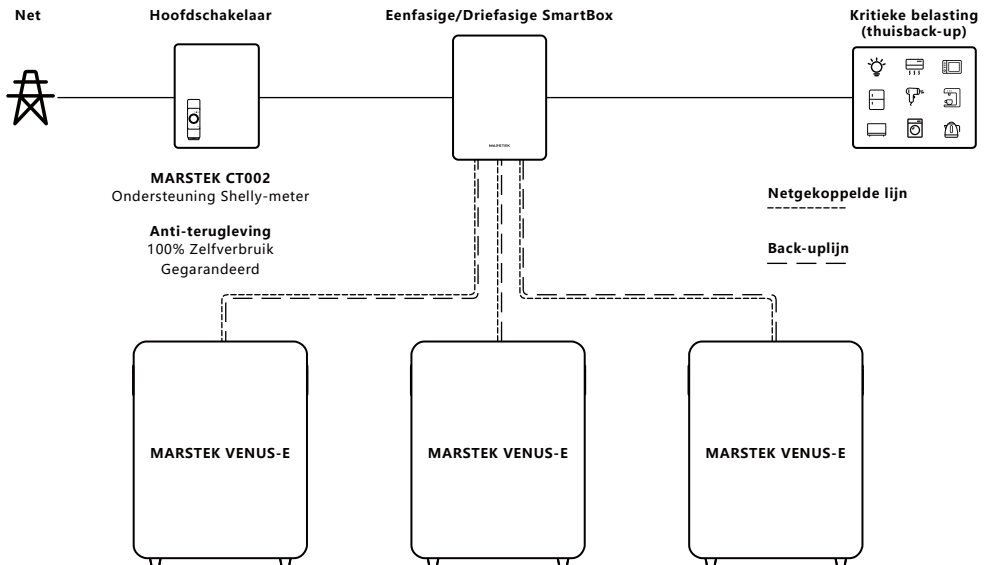 Net
Hoofdschakelaar
Eenfasige/Driefasige SmartBox
Kritieke belasting
(thuisback-up)
MARSTEK
MARSTEK CT002
Ondersteuning Shelly-meter
Anti-terugleving
100% Zelfverbruik
Gegarandeerd
Netgekoppelde lijn
Back-uplijn
MARSTEK VENUS-E
MARSTEK VENUS-E
MARSTEK VENUS-E